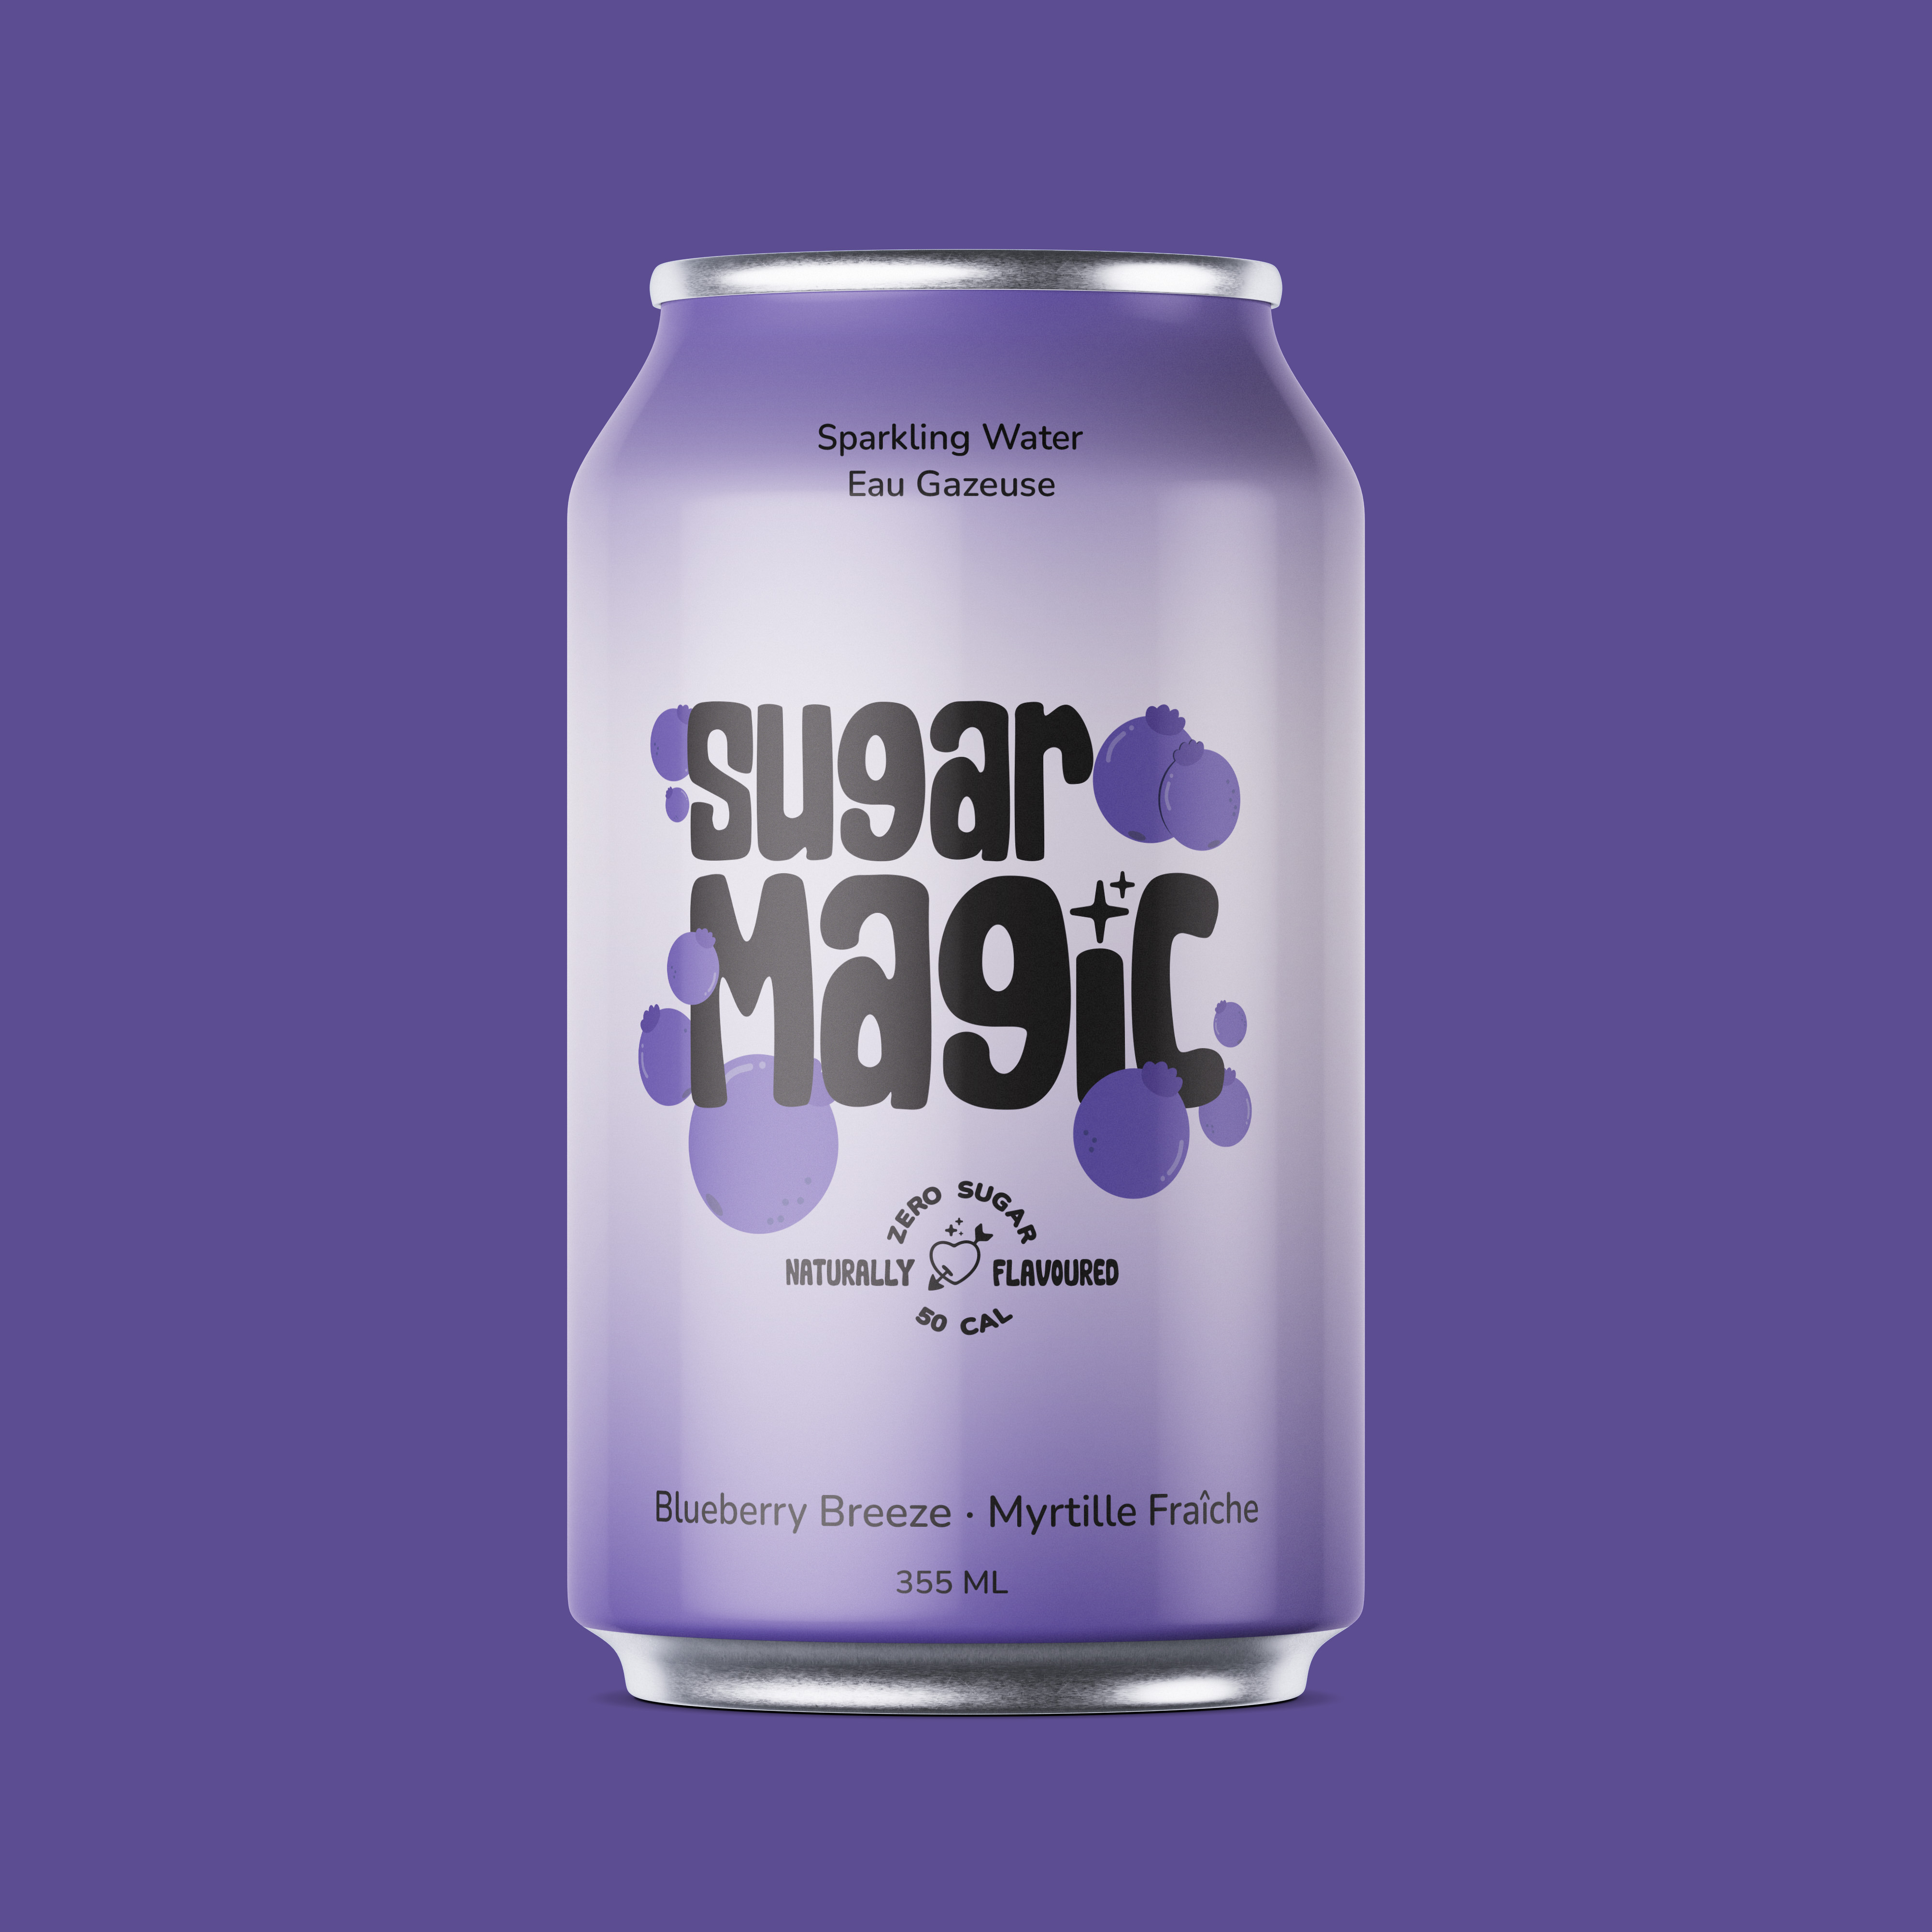 Sparkling Water
Eau Gazeuse
sugar
Magic
ZERO SUGAR
NATURALLY FLAVOURED
50 CAL
Blueberry Breeze · Myrtille Fraîche
355 ML